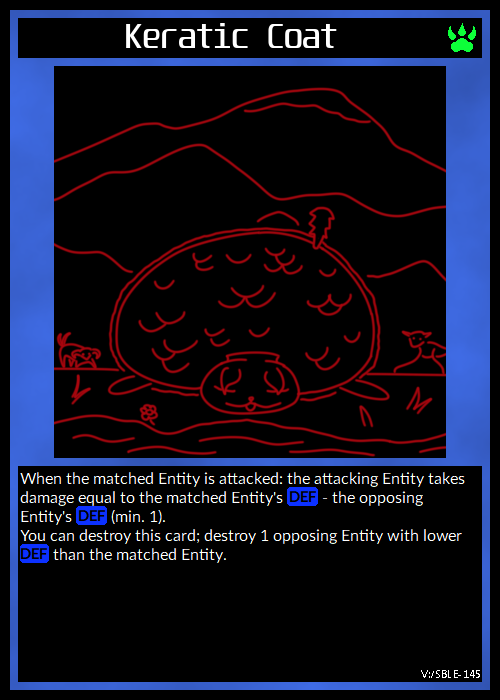 Keratic Coat
When the matched Entity is attacked: the attacking Entity takes
damage equal to the matched Entity's DEF - the opposing
Entity's DEF (min. 1).
You can destroy this card; destroy 1 opposing Entity with lower
DEF than the matched Entity.
V:/SBLE-145